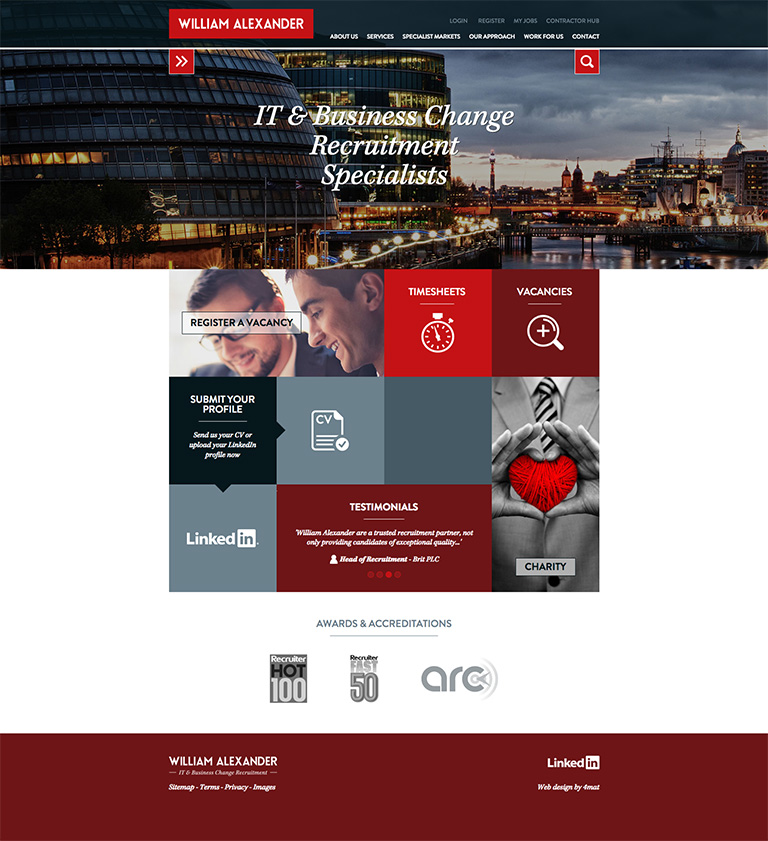 LOGIN REGISTER MY JOBS CONTRACTOR HUB
WILLIAM ALEXANDER
ABOUT US SERVICES SPECIALIST MARKETS OUR APPROACH WORK FOR US CONTACT
IT & Business Change
Recruitment
Specialists
REGISTER A VACANCY
TIMESHEETS
VACANCIES
SUBMIT YOUR
PROFILE
Send us your CV or
upload your LinkedIn
profile now
CV
LinkedIn
TESTIMONIALS
'William Alexander are a trusted recruitment partner, not
only providing candidates of exceptional quality...'
Head of Recruitment - Brit PLC
CHARITY
AWARDS & ACCREDITATIONS
Recruiter
HOT
100
Recruiter
FAST
50
arc
WILLIAM ALEXANDER
IT & Business Change Recruitment
Sitemap - Terms - Privacy - Images
LinkedIn
Web design by 4mat